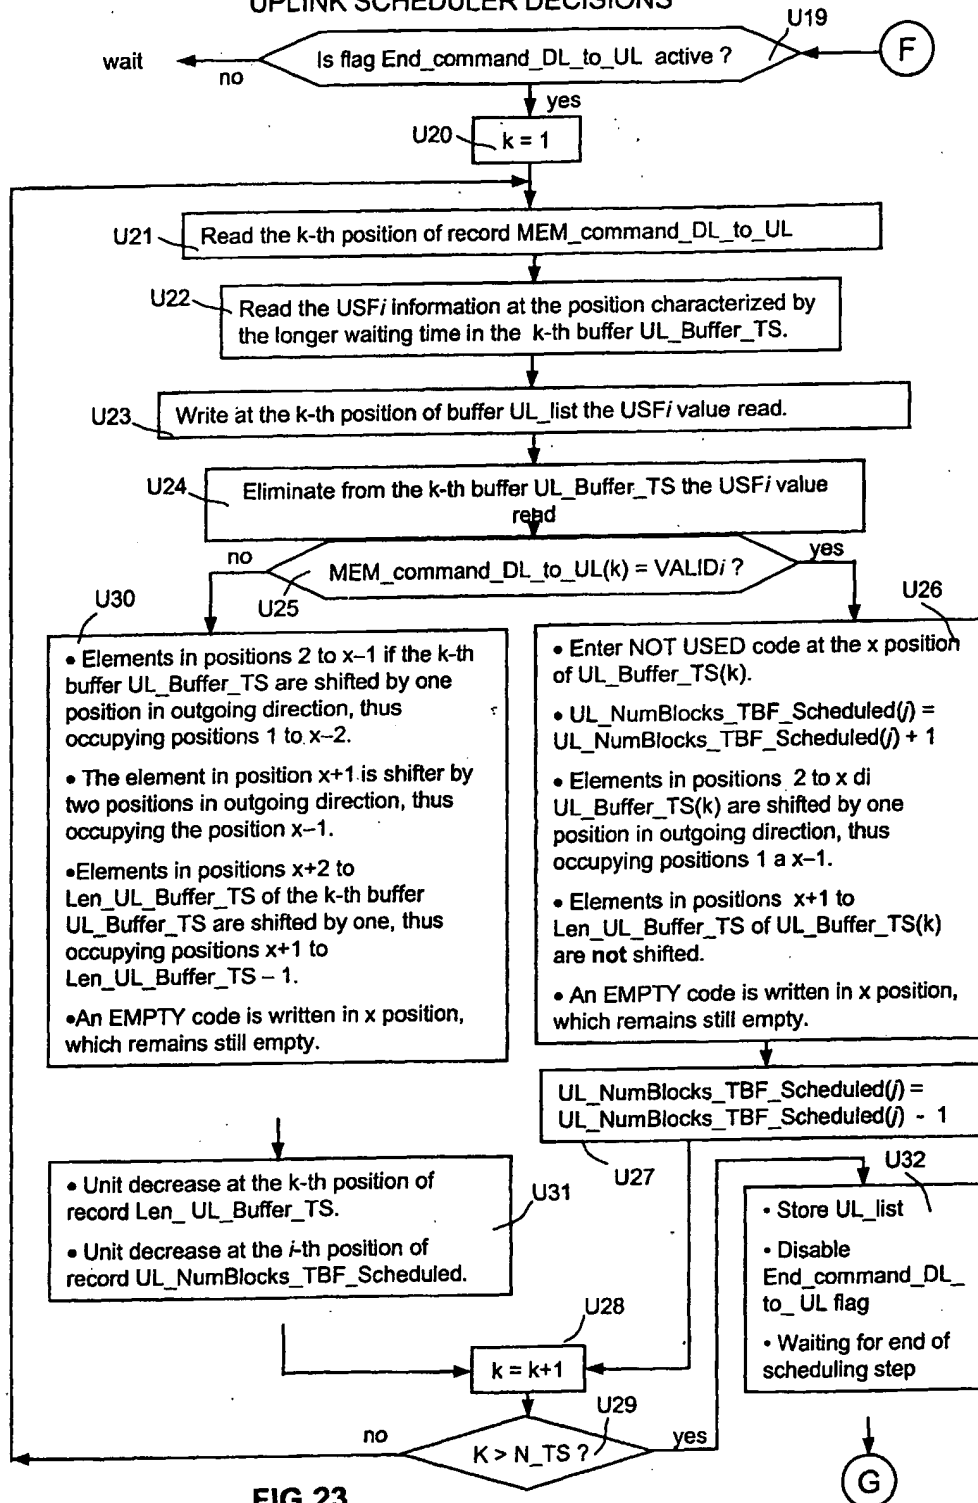 UPLINK SCHEDULER DECISIONS
U19
wait
no
Is flag End_command_DL_to_UL active ?
F
yes
U20
k = 1
U21
Read the k-th position of record MEM_command_DL_to_UL
U22
Read the USFi information at the position characterized by
the longer waiting time in the k-th buffer UL_Buffer_TS.
U23
Write at the k-th position of buffer UL_list the USFi value read.
U24
Eliminate from the k-th buffer UL_Buffer_TS the USFi value
read
no
MEM_command_DL_to_UL(k) = VALIDi ?
yes
U25
U30
• Elements in positions 2 to x–1 if the k-th
buffer UL_Buffer_TS are shifted by one
position in outgoing direction, thus
occupying positions 1 to x–2.
• The element in position x+1 is shifter by
two positions in outgoing direction, thus
occupying the position x–1.
•Elements in positions x+2 to
Len_UL_Buffer_TS of the k-th buffer
UL_Buffer_TS are shifted by one, thus
occupying positions x+1 to
Len_UL_Buffer_TS – 1.
•An EMPTY code is written in x position,
which remains still empty.
U26
• Enter NOT USED code at the x position
of UL_Buffer_TS(k).
• UL_NumBlocks_TBF_Scheduled(j) =
UL_NumBlocks_TBF_Scheduled(j) + 1
• Elements in positions 2 to x di
UL_Buffer_TS(k) are shifted by one
position in outgoing direction, thus
occupying positions 1 a x–1.
• Elements in positions x+1 to
Len_UL_Buffer_TS of UL_Buffer_TS(k)
are not shifted.
• An EMPTY code is written in x position,
which remains still empty.
UL_NumBlocks_TBF_Scheduled(j) =
UL_NumBlocks_TBF_Scheduled(j) - 1
U27
• Unit decrease at the k-th position of
record Len_ UL_Buffer_TS.
• Unit decrease at the i-th position of
record UL_NumBlocks_TBF_Scheduled.
U31
U32
• Store UL_list
• Disable
End_command_DL_
to_ UL flag
• Waiting for end of
scheduling step
U28
k = k+1
U29
no
K > N_TS ?
yes
G
FIG.23